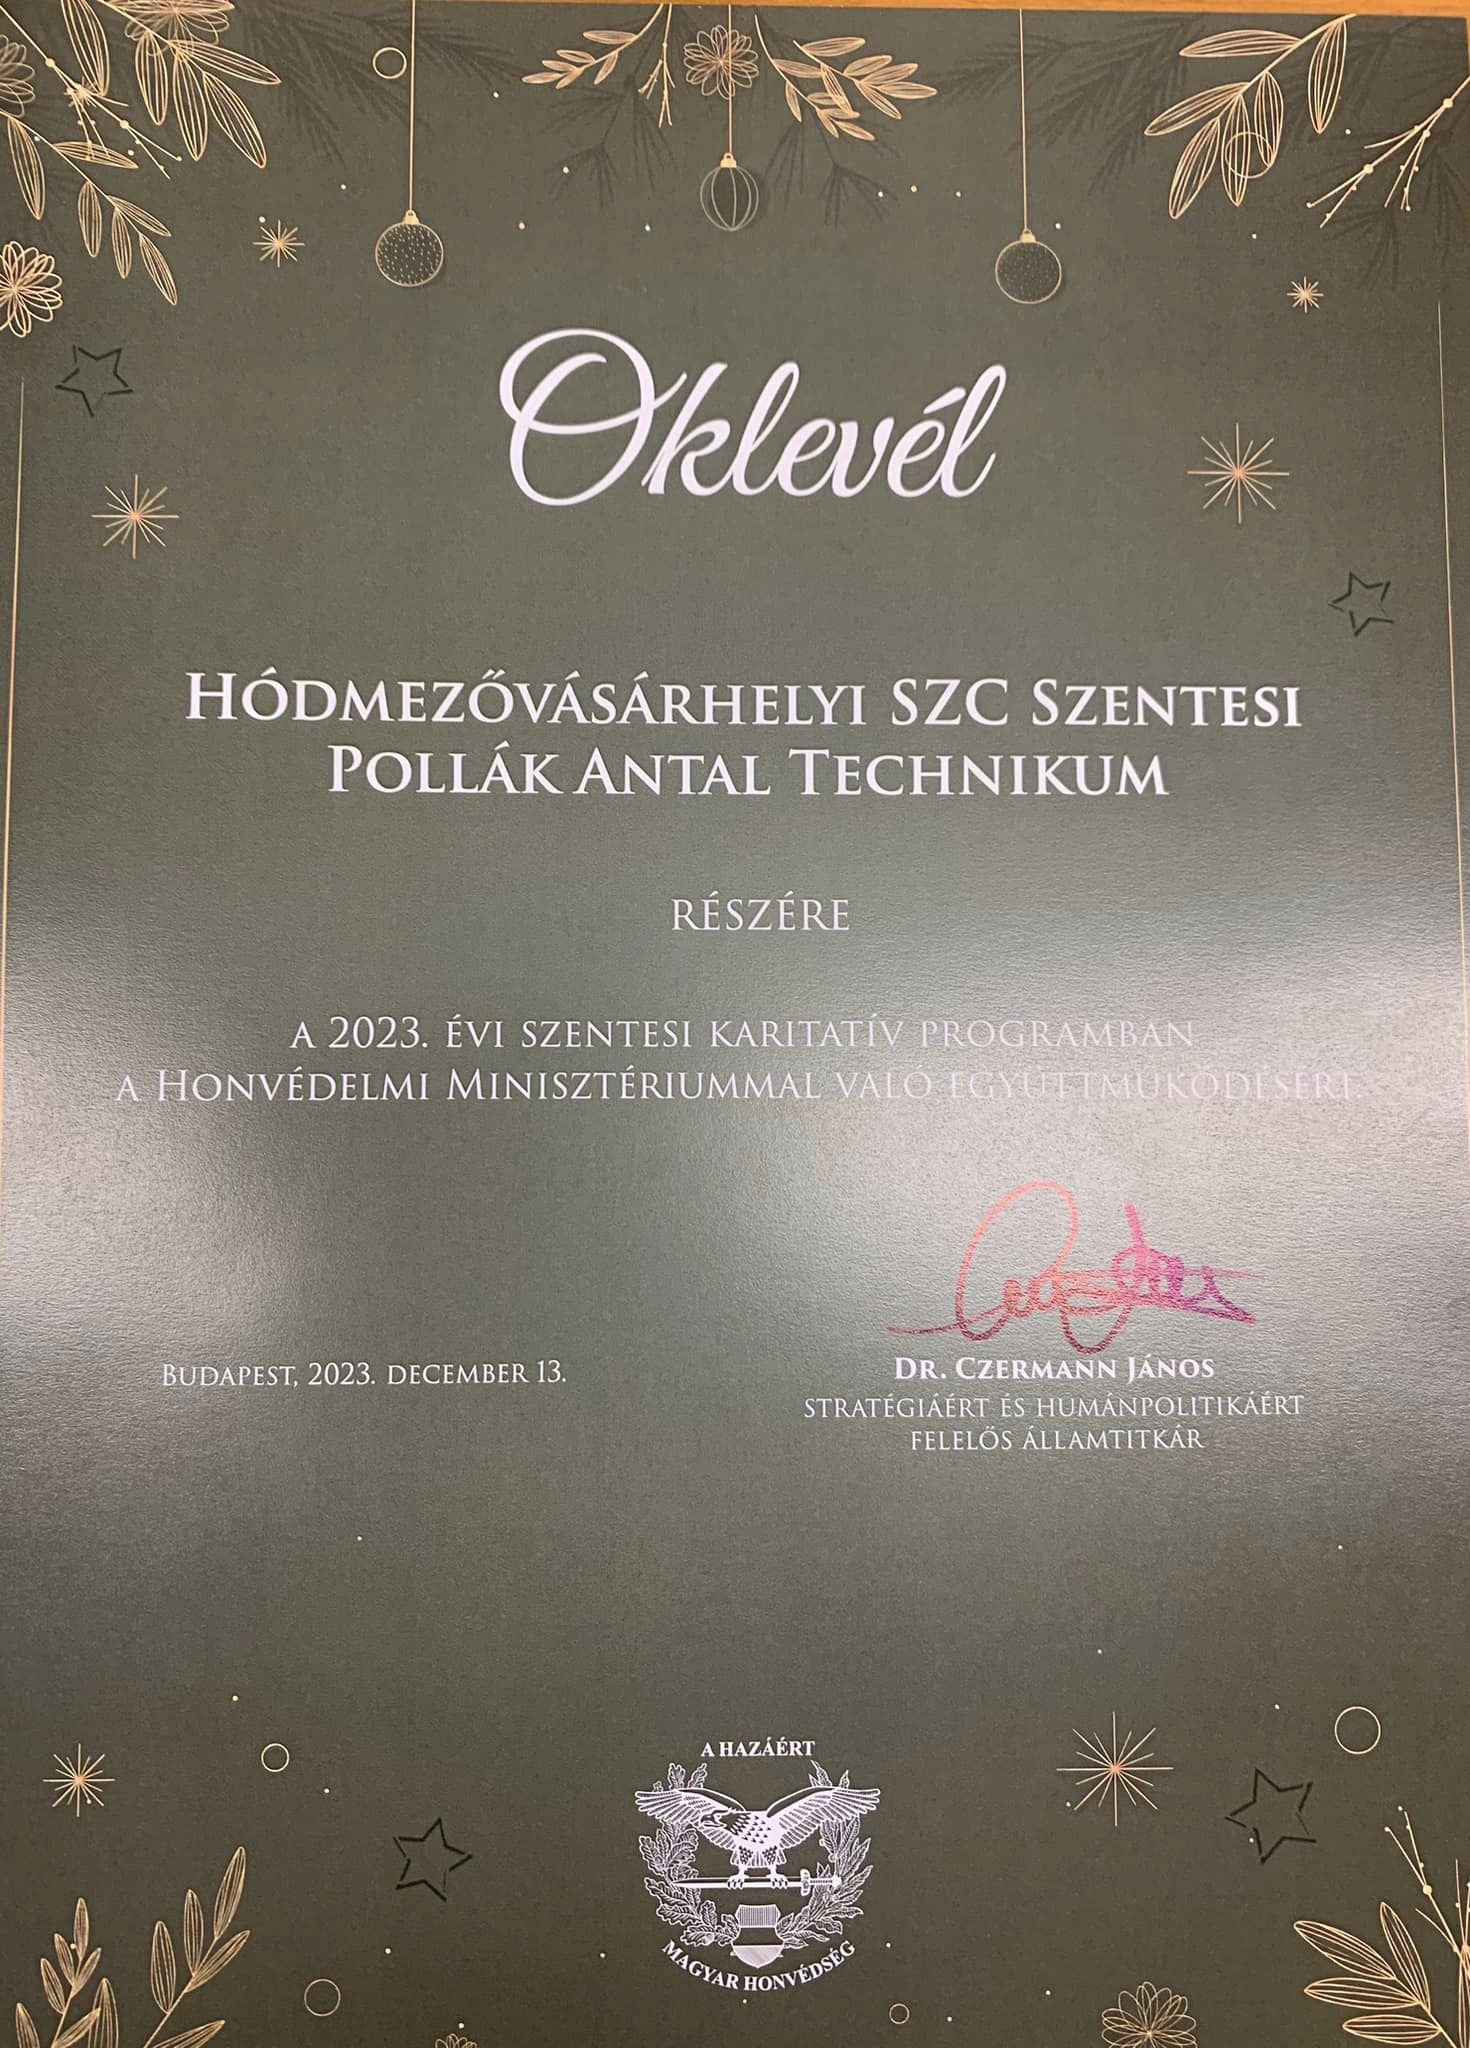 Oklevél
Hódmezővásárhelyi SZC Szentesi
Pollák Antal Technikum
részére
a 2023. évi szentesi karitatív programban
a Honvédelmi Minisztériummal való együttműködésért.
Budapest, 2023. december 13.
Dr. Czermann János
stratégiáért és humánpolitikáért
felelős államtitkár
A HAZÁÉRT
MAGYAR HONVÉDSÉG